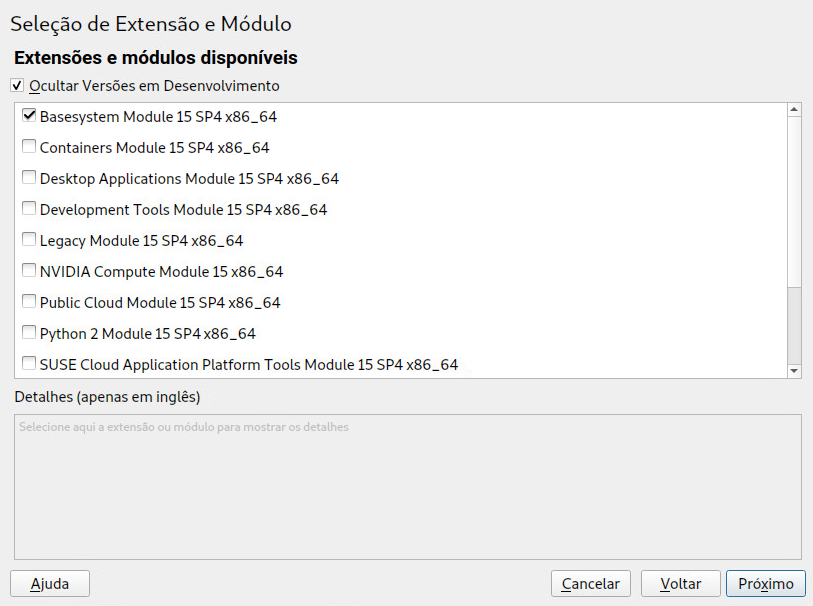 Seleção de Extensão e Módulo
Extensões e módulos disponíveis
Ocultar Versões em Desenvolvimento
Basesystem Module 15 SP4 x86_64
Containers Module 15 SP4 x86_64
Desktop Applications Module 15 SP4 x86_64
Development Tools Module 15 SP4 x86_64
Legacy Module 15 SP4 x86_64
NVIDIA Compute Module 15 x86_64
Public Cloud Module 15 SP4 x86_64
Python 2 Module 15 SP4 x86_64
SUSE Cloud Application Platform Tools Module 15 SP4 x86_64
Detalhes (apenas em inglês)
Selecione aqui a extensão ou módulo para mostrar os detalhes
Ajuda Cancelar Voltar Próximo